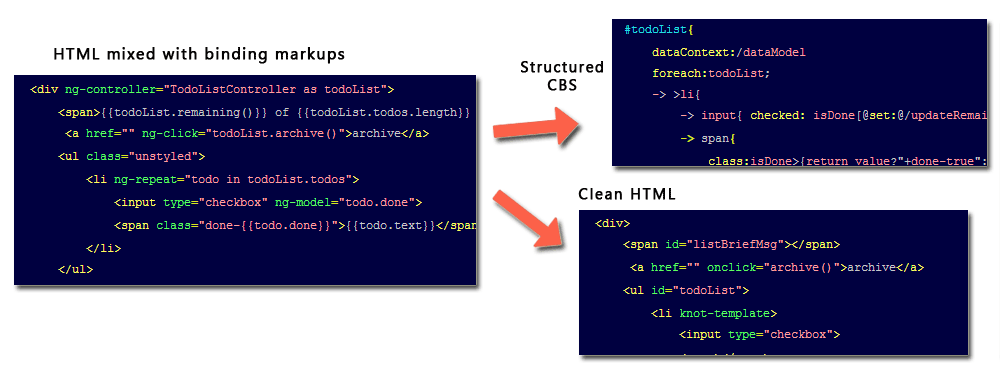 HTML mixed with binding markups
<div ng-controller="TodoListController as todoList">
<span>{{todoList.remaining()}} of {{todoList.todos.length}}
<a href="" ng-click="todoList.archive()">archive</a>
<ul class="unstyled">
<li ng-repeat="todo in todoList.todos">
<input type="checkbox" ng-model="todo.done">
<span class="done-{{todo.done}}">{{todo.text}}</span
</li>
</ul>
Structured
CBS
#todoList{
dataContext:/dataModel
foreach:todoList;
-> >li{
-> input{ checked: isDone[@set:@/updateRemai
-> span{
class:isDone>{return value?"+done-true":
Clean HTML
<div>
<span id="listBriefMsg"></span>
<a href="" onclick="archive()">archive</a>
<ul id="todoList">
<li knot-template>
<input type="checkbox">